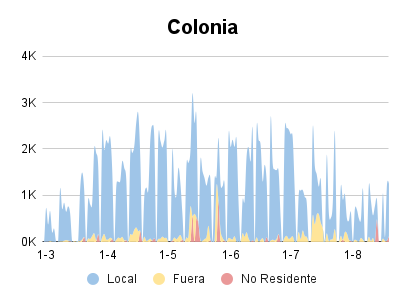 Colonia
4K
3K
2K
1K
0K
1-3 1-4 1-5 1-6 1-7 1-8
Local Fuera No Residente